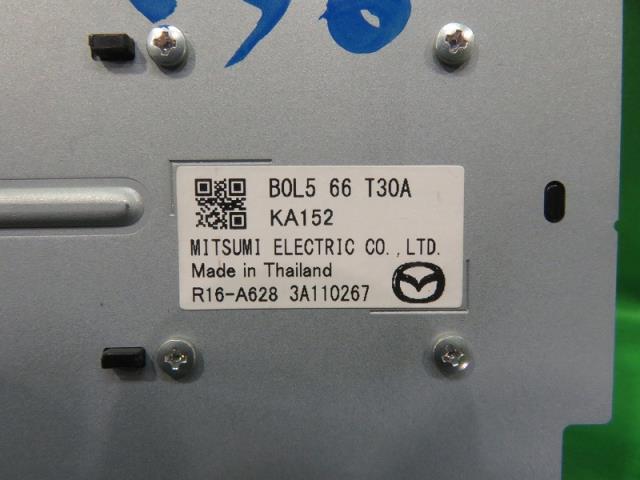 B0L5 66 T30A
KA152
MITSUMI ELECTRIC CO.,LTD.
Made in Thailand
R16-A628 3A110267